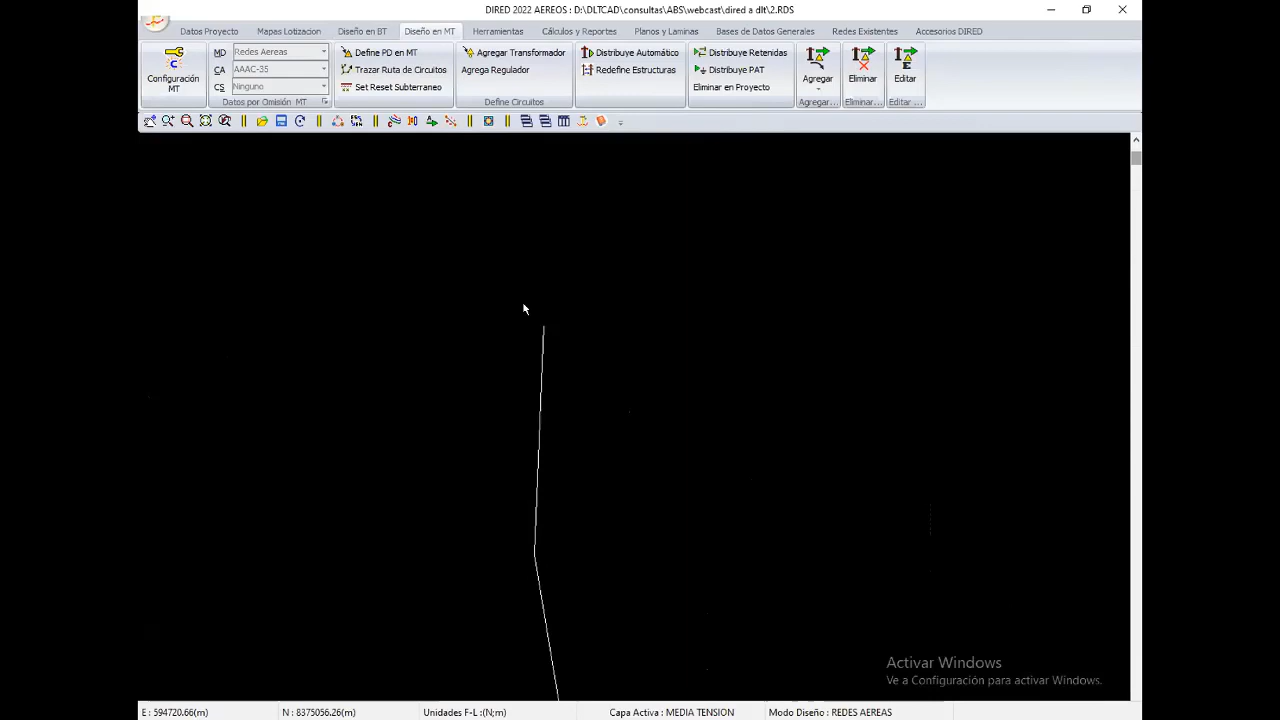 DIRED 2022 AEREOS : D:\DLTCAD\consultas\ABS\webcast\dired a dlt\2.RDS
Datos Proyecto Mapas Lotizacion Diseño en BT Diseño en MT Herramientas Cálculos y Reportes Planos y Laminas Bases de Datos Generales Redes Existentes Accesorios DIRED
Configuración MT
MD Redes Aereas
CA AAAC-35
CS Ninguno
Datos por Omisión MT
Define PD en MT
Trazar Ruta de Circuitos
Set Reset Subterraneo
Agregar Transformador
Agrega Regulador
Define Circuitos
Distribuye Automático
Redefine Estructuras
Distribuye Retenidas
Distribuye PAT
Eliminar en Proyecto
Agregar
Agregar...
Eliminar
Eliminar...
Editar
Editar ...
Activar Windows
Ve a Configuración para activar Windows.
E : 594720.66(m) N : 8375056.26(m) Unidades F-L :(N;m) Capa Activa : MEDIA TENSION Modo Diseño : REDES AEREAS